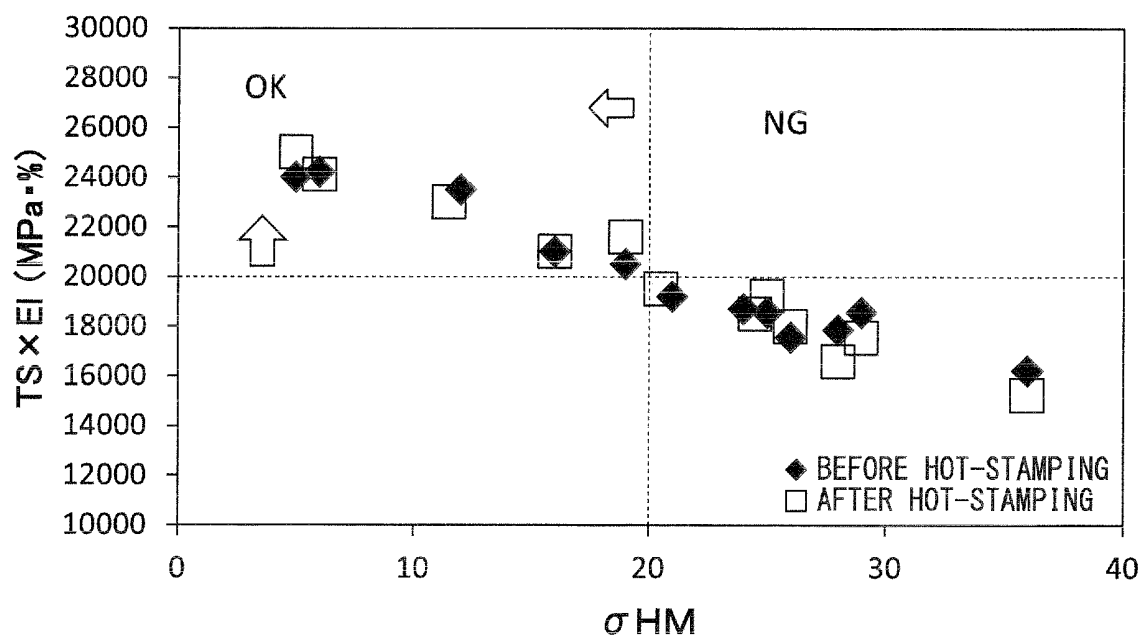 30000
28000
26000
24000
22000
20000
18000
16000
14000
12000
10000
TS×El (MPa・%)
OK
NG
◆BEFORE HOT-STAMPING
□AFTER HOT-STAMPING
0 10 20 30 40
σHM